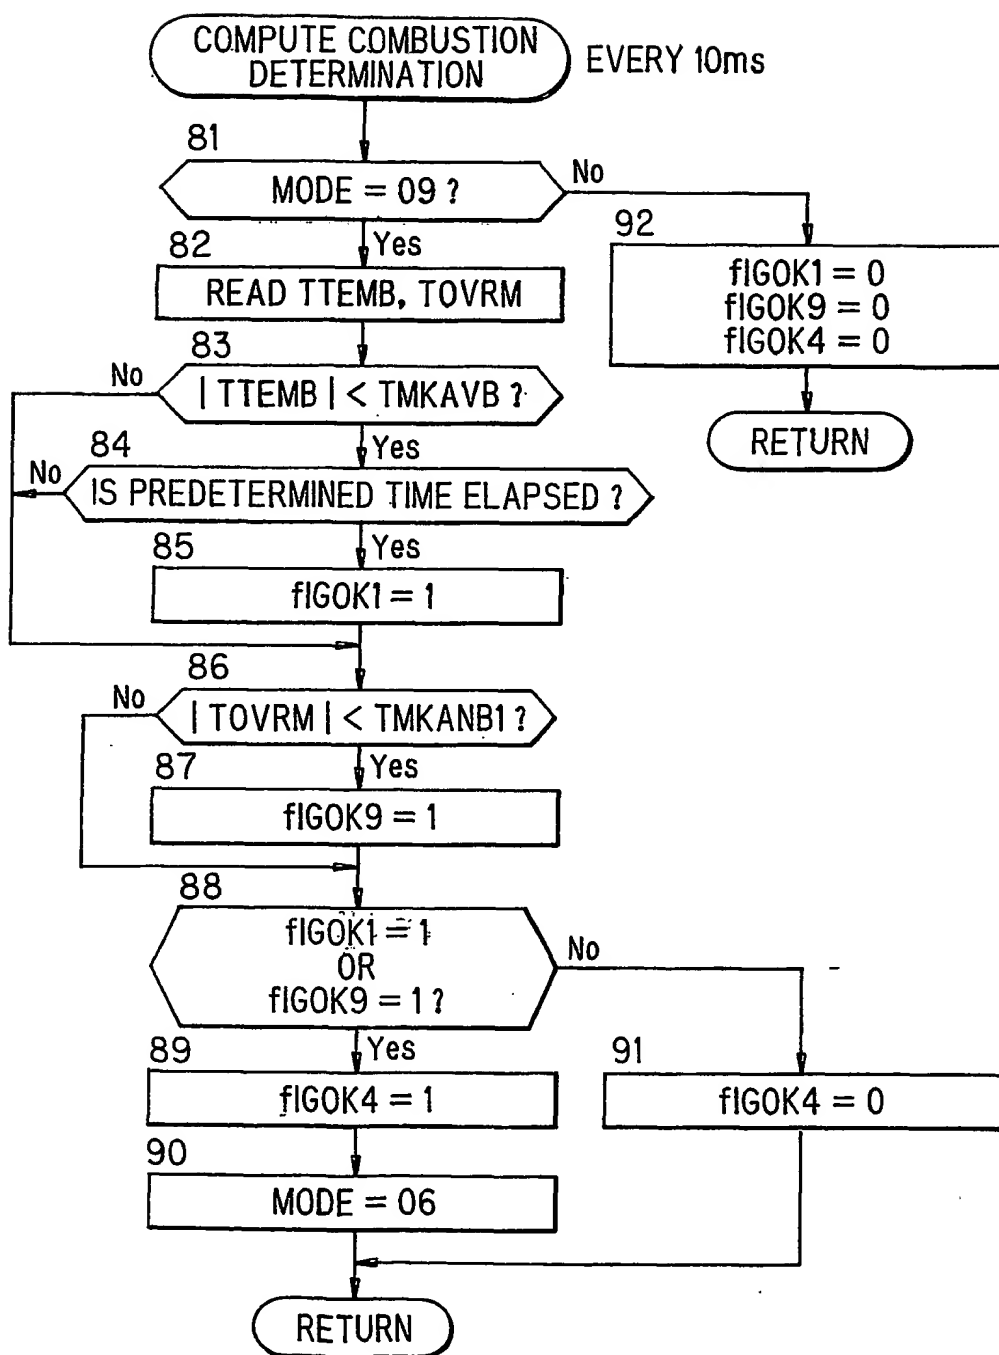 COMPUTE COMBUSTION
DETERMINATION
EVERY 10ms
81
MODE = 09 ?
No
Yes
92
fIGOK1 = 0
fIGOK9 = 0
fIGOK4 = 0
RETURN
82
READ TTEMB, TOVRM
83
No
| TTEMB | < TMKAVB ?
Yes
84
No
IS PREDETERMINED TIME ELAPSED ?
Yes
85
fIGOK1 = 1
86
No
| TOVRM | < TMKANB1 ?
Yes
87
fIGOK9 = 1
88
fIGOK1 = 1
OR
fIGOK9 = 1 ?
No
Yes
89
fIGOK4 = 1
91
fIGOK4 = 0
90
MODE = 06
RETURN